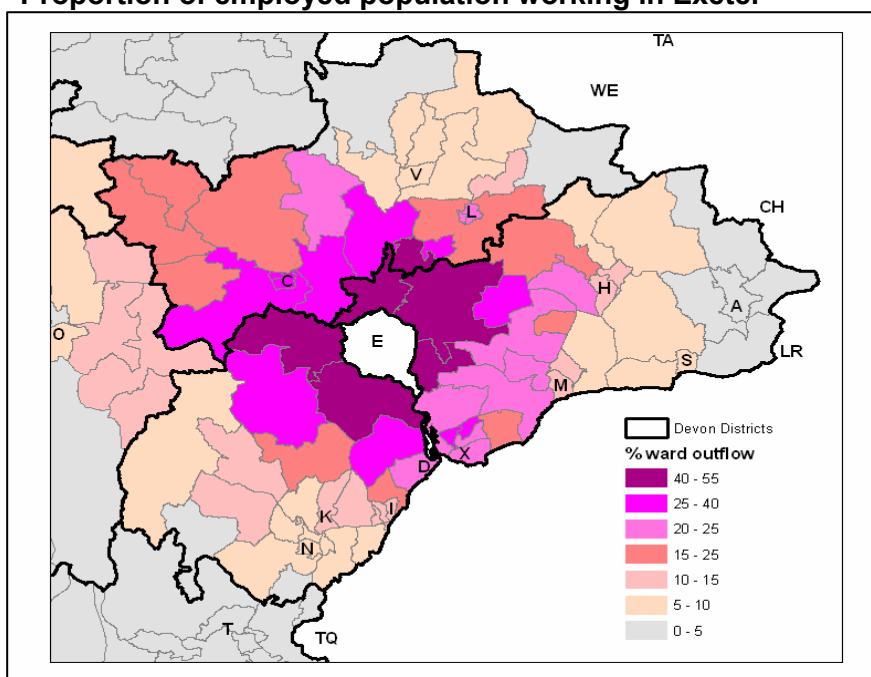 Proportion of employed population working in Exeter
TA
WE
V
L
CH
C
H
A
O
E
S
LR
M
Devon Districts
X
D
% ward outflow
40 - 55
I
25 - 40
K
20 - 25
N
15 - 25
10 - 15
5 - 10
T
TQ
0 - 5